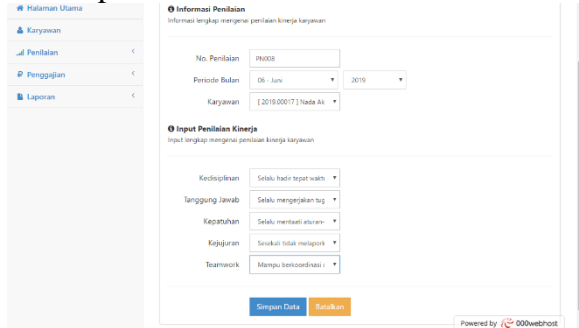 Halaman Utama
Karyawan
Penilaian
Penggajian
Laporan
Informasi Penilaian
Informasi lengkap mengenai penilaian kinerja karyawan
No. Penilaian PN008
Periode Bulan 06 - Juni 2019
Karyawan [ 2019.00017 ] Nada Ak
Input Penilaian Kinerja
Input lengkap mengenai penilaian kinerja karyawan
Kedisiplinan Selalu hadir tepat wakt
Tanggung Jawab Selalu mengerjakan tug
Kepatuhan Selalu mentaati aturan-
Kejujuran Sesekali tidak melapork
Teamwork Mampu berkoordinasi
Simpan Data Batalkan
Powered by 000webhost